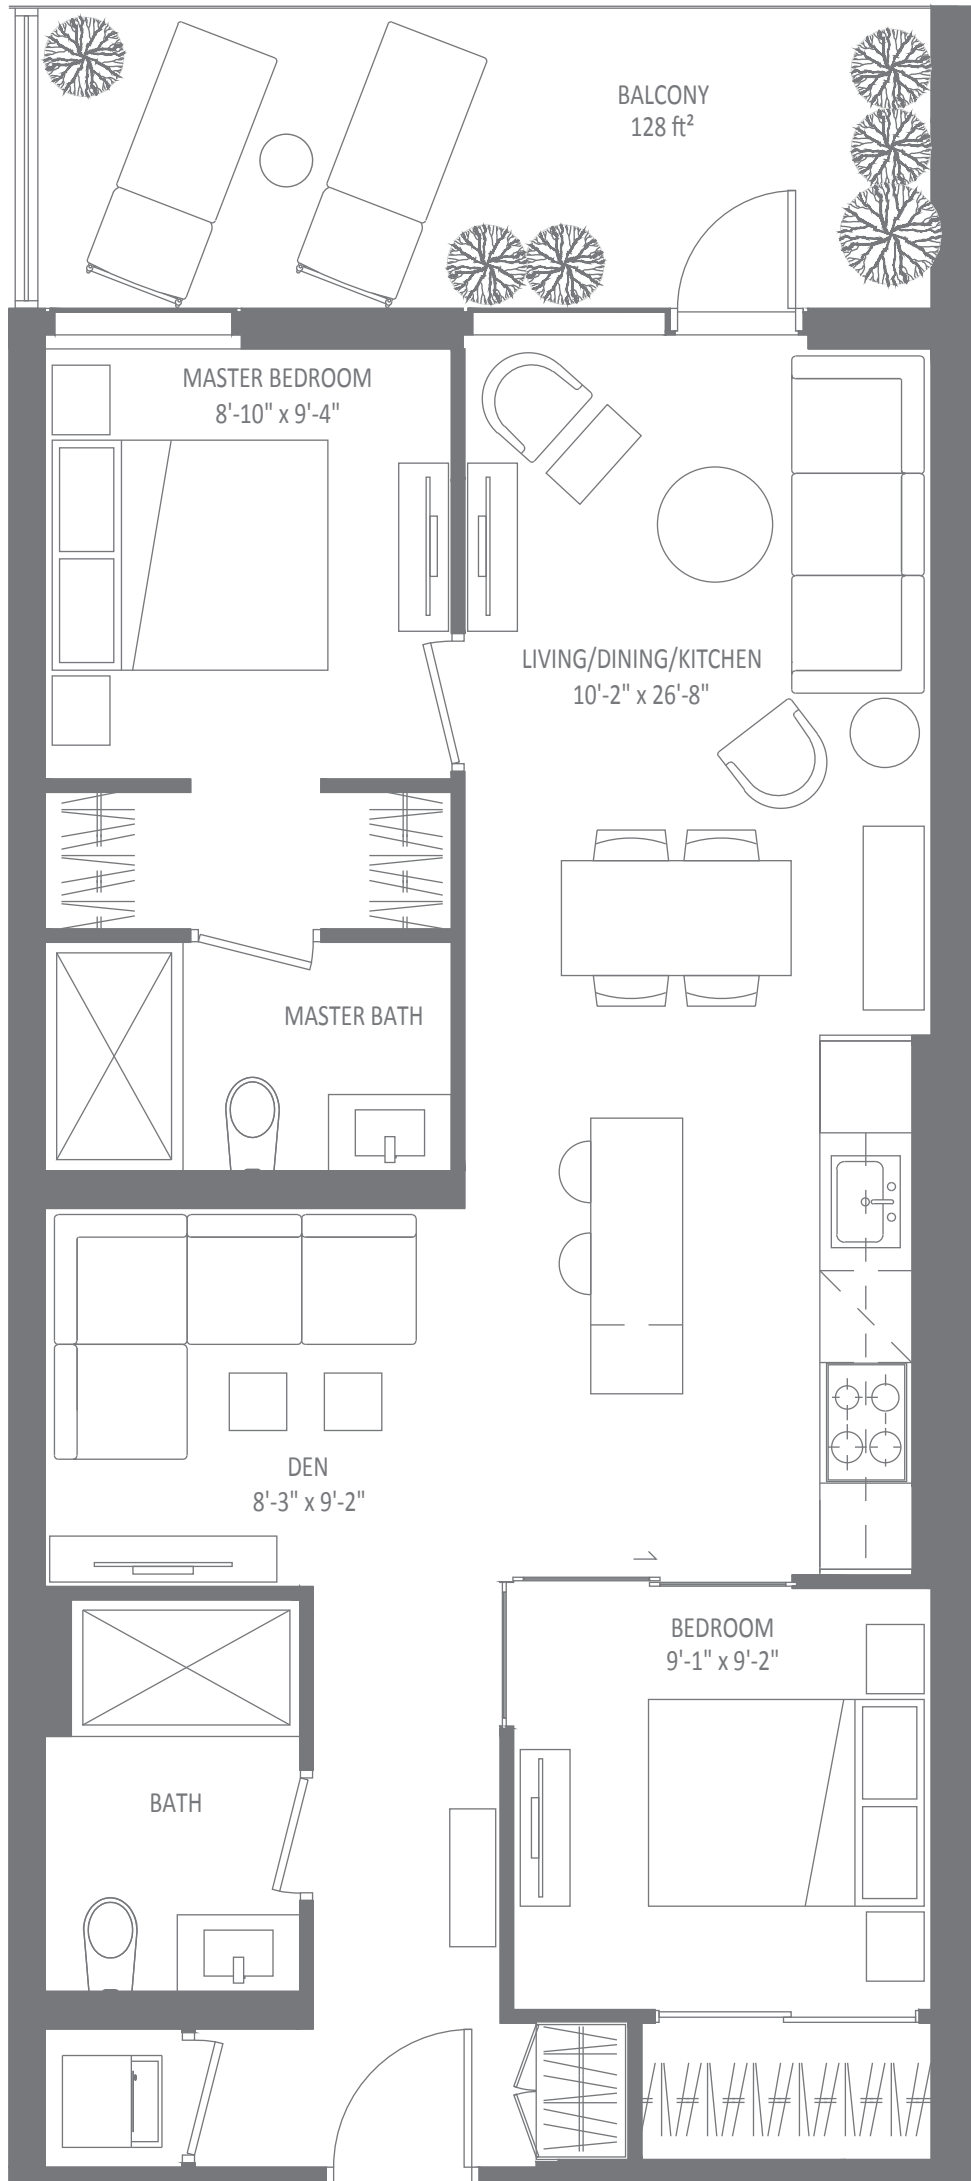 BALCONY
128 ft²
MASTER BEDROOM
8'-10" x 9'-4"
LIVING/DINING/KITCHEN
10'-2" x 26'-8"
MASTER BATH
DEN
8'-3" x 9'-2"
BEDROOM
9'-1" x 9'-2"
BATH